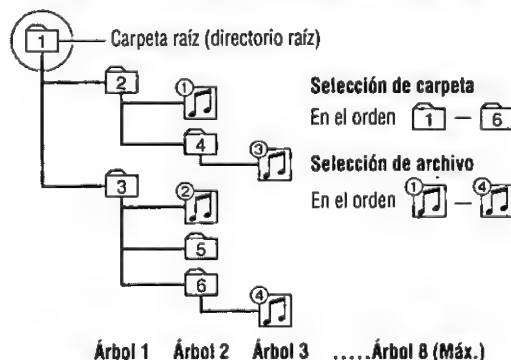 1 Carpeta raíz (directorio raíz)
2 ①
4 ③
3 ②
5
6 ④
Selección de carpeta
En el orden 1 – 6
Selección de archivo
En el orden ① – ④
Árbol 1 Árbol 2 Árbol 3 .....Árbol 8 (Máx.)